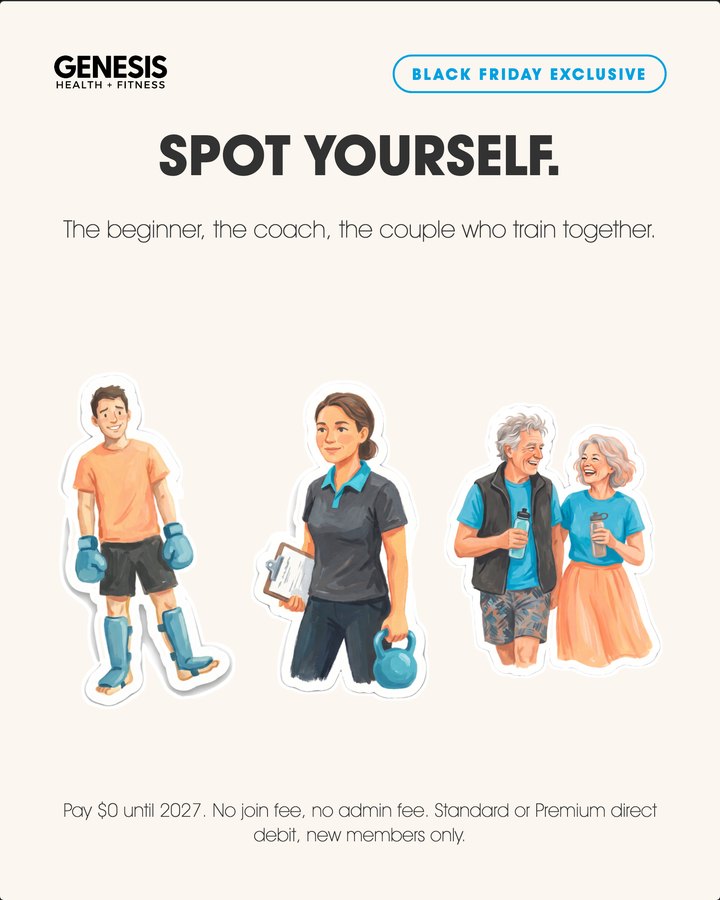 GENESIS
HEALTH + FITNESS
BLACK FRIDAY EXCLUSIVE
SPOT YOURSELF.
The beginner, the coach, the couple who train together.
Pay $0 until 2027. No join fee, no admin fee. Standard or Premium direct
debit, new members only.